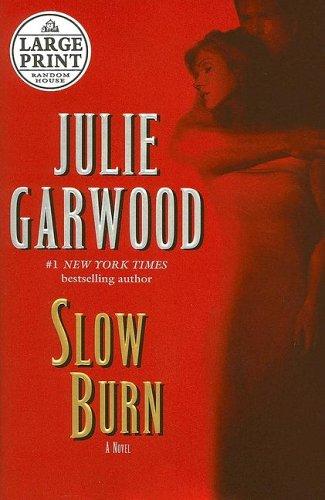 LARGE
PRINT
RANDOM
HOUSE
JULIE
GARWOOD
#1 NEW YORK TIMES
bestselling author
SLOW
BURN
A NOVEL